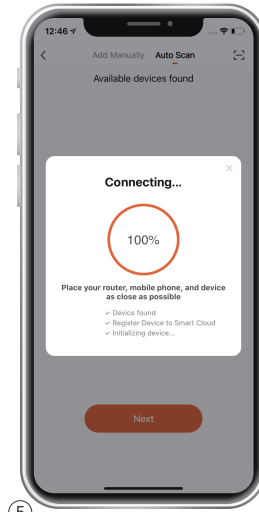 12:46
Add Manually Auto Scan
Available devices found
Connecting...
100%
Place your router, mobile phone, and device
as close as possible
✓ Device found
✓ Register Device to Smart Cloud
✓ Initializing device...
Next
5